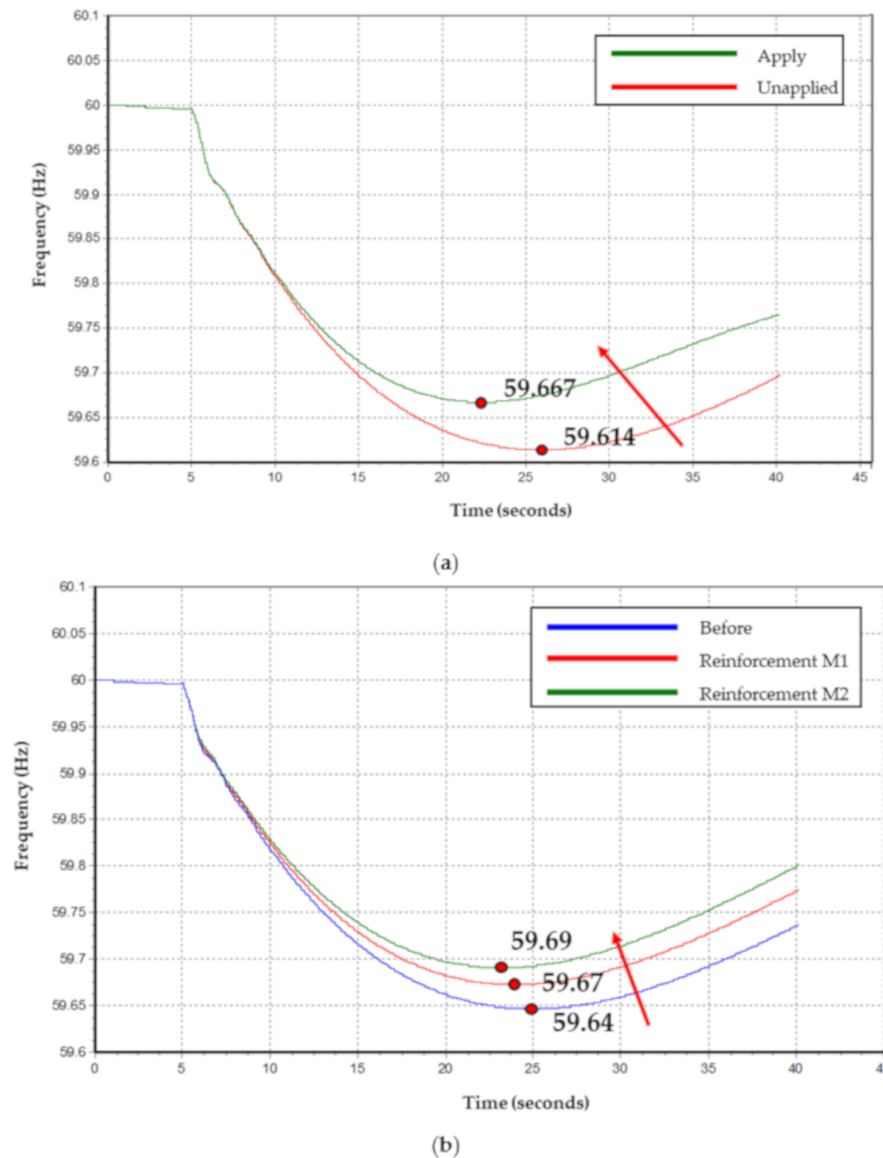 60.1
60.05
60
59.95
59.9
59.85
59.8
59.75
59.7
59.65
59.6
Frequency (Hz)
Apply
Unapplied
59.667
59.614
0 5 10 15 20 25 30 35 40 45
Time (seconds)
(a)
60.1
60.05
60
59.95
59.9
59.85
59.8
59.75
59.7
59.65
59.6
Frequency (Hz)
Before
Reinforcement M1
Reinforcement M2
59.69
59.67
59.64
0 5 10 15 20 25 30 35 40 45
Time (seconds)
(b)